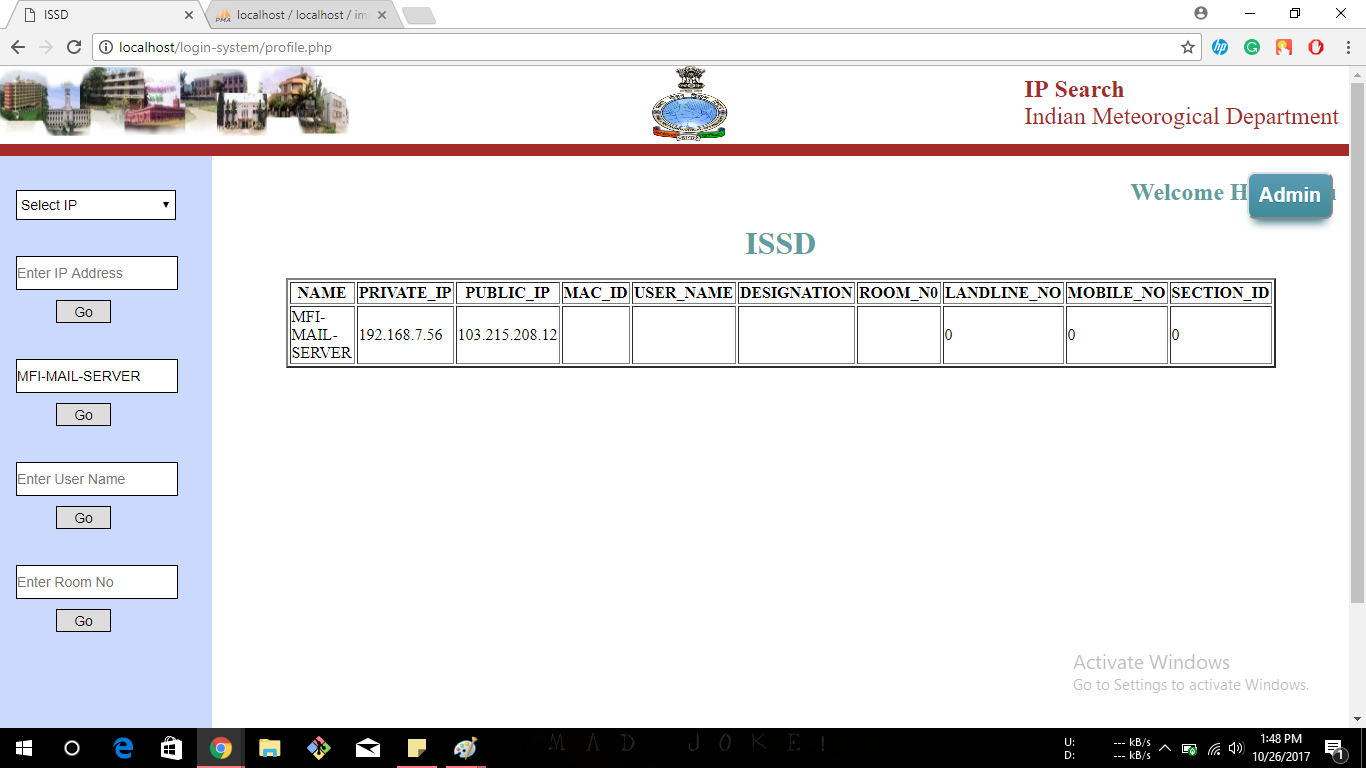 ISSD
localhost / localhost / im
localhost/login-system/profile.php
IP Search
Indian Meteorogical Department
Select IP
Welcome H
Admin
ISSD
NAME PRIVATE_IP PUBLIC_IP MAC_ID USER_NAME DESIGNATION ROOM_N0 LANDLINE_NO MOBILE_NO SECTION_ID
MFI-
MAIL-
SERVER 192.168.7.56 103.215.208.12 0 0 0
Enter IP Address
Go
MFI-MAIL-SERVER
Go
Enter User Name
Go
Enter Room No
Go
Activate Windows
Go to Settings to activate Windows.
MAD JOKE!
U: --- kB/s
D: --- kB/s
1:48 PM
10/26/2017
1